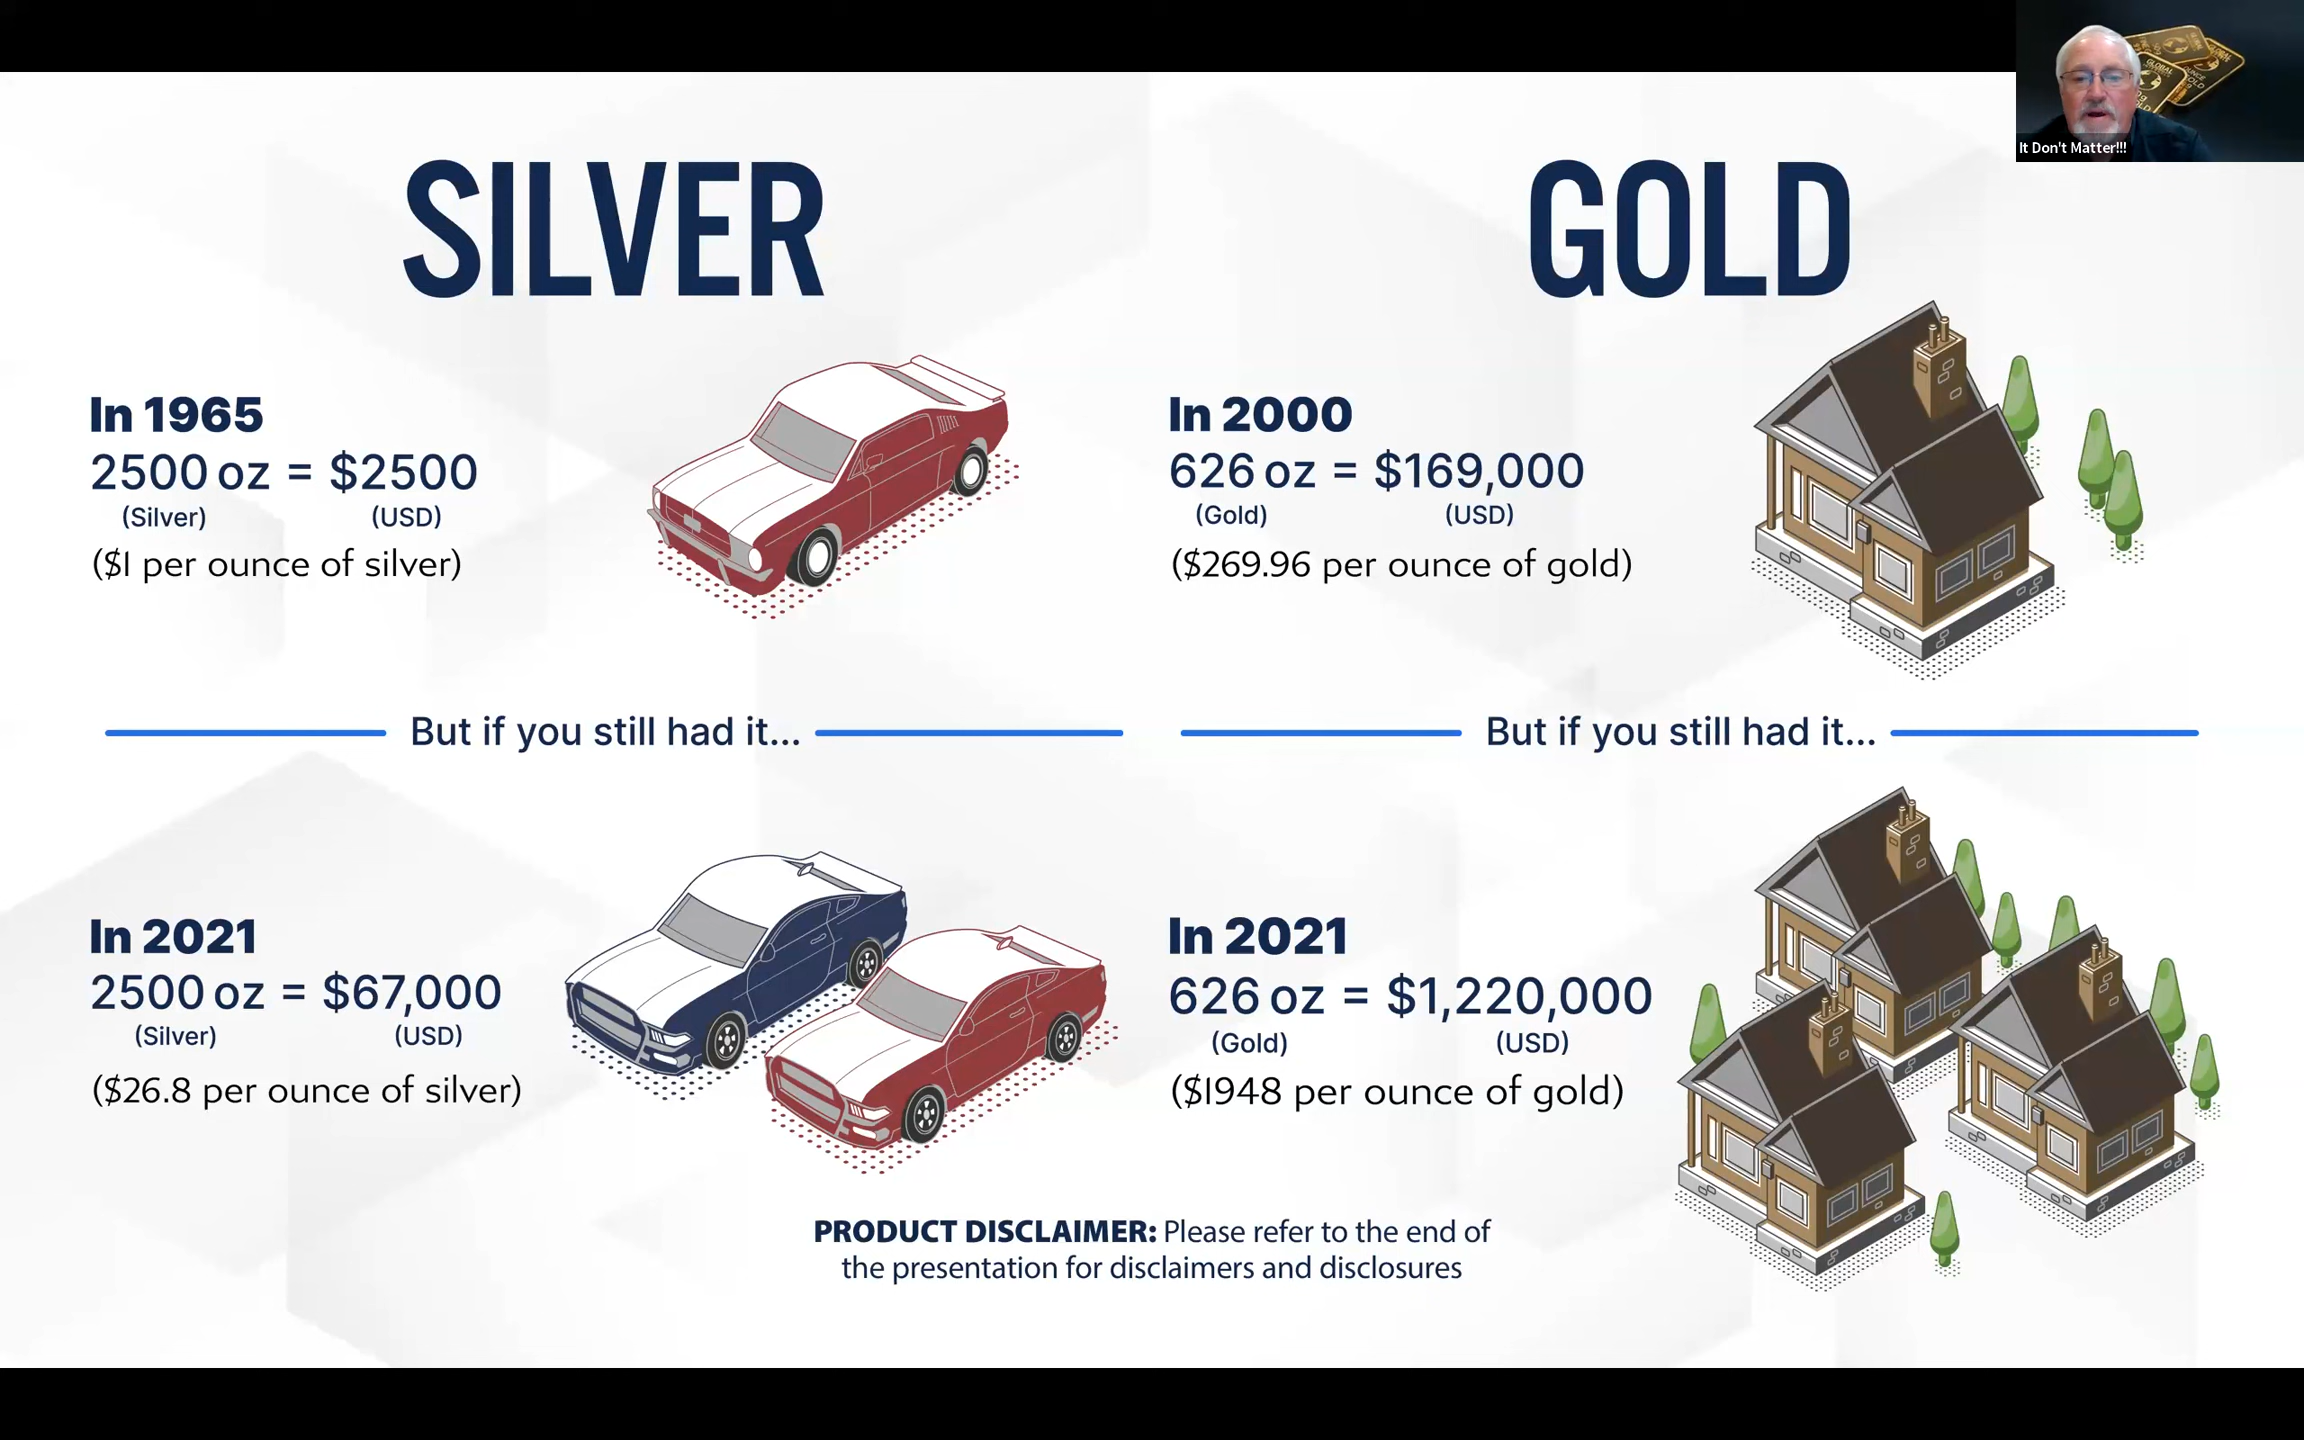 It Don't Matter!!!
SILVER
In 1965
2500 oz = $2500
(Silver) (USD)
($1 per ounce of silver)
But if you still had it...
In 2021
2500 oz = $67,000
(Silver) (USD)
($26.8 per ounce of silver)
GOLD
In 2000
626 oz = $169,000
(Gold) (USD)
($269.96 per ounce of gold)
But if you still had it...
In 2021
626 oz = $1,220,000
(Gold) (USD)
($1948 per ounce of gold)
PRODUCT DISCLAIMER: Please refer to the end of
the presentation for disclaimers and disclosures
GLOBAL
OUNCE
GOLD